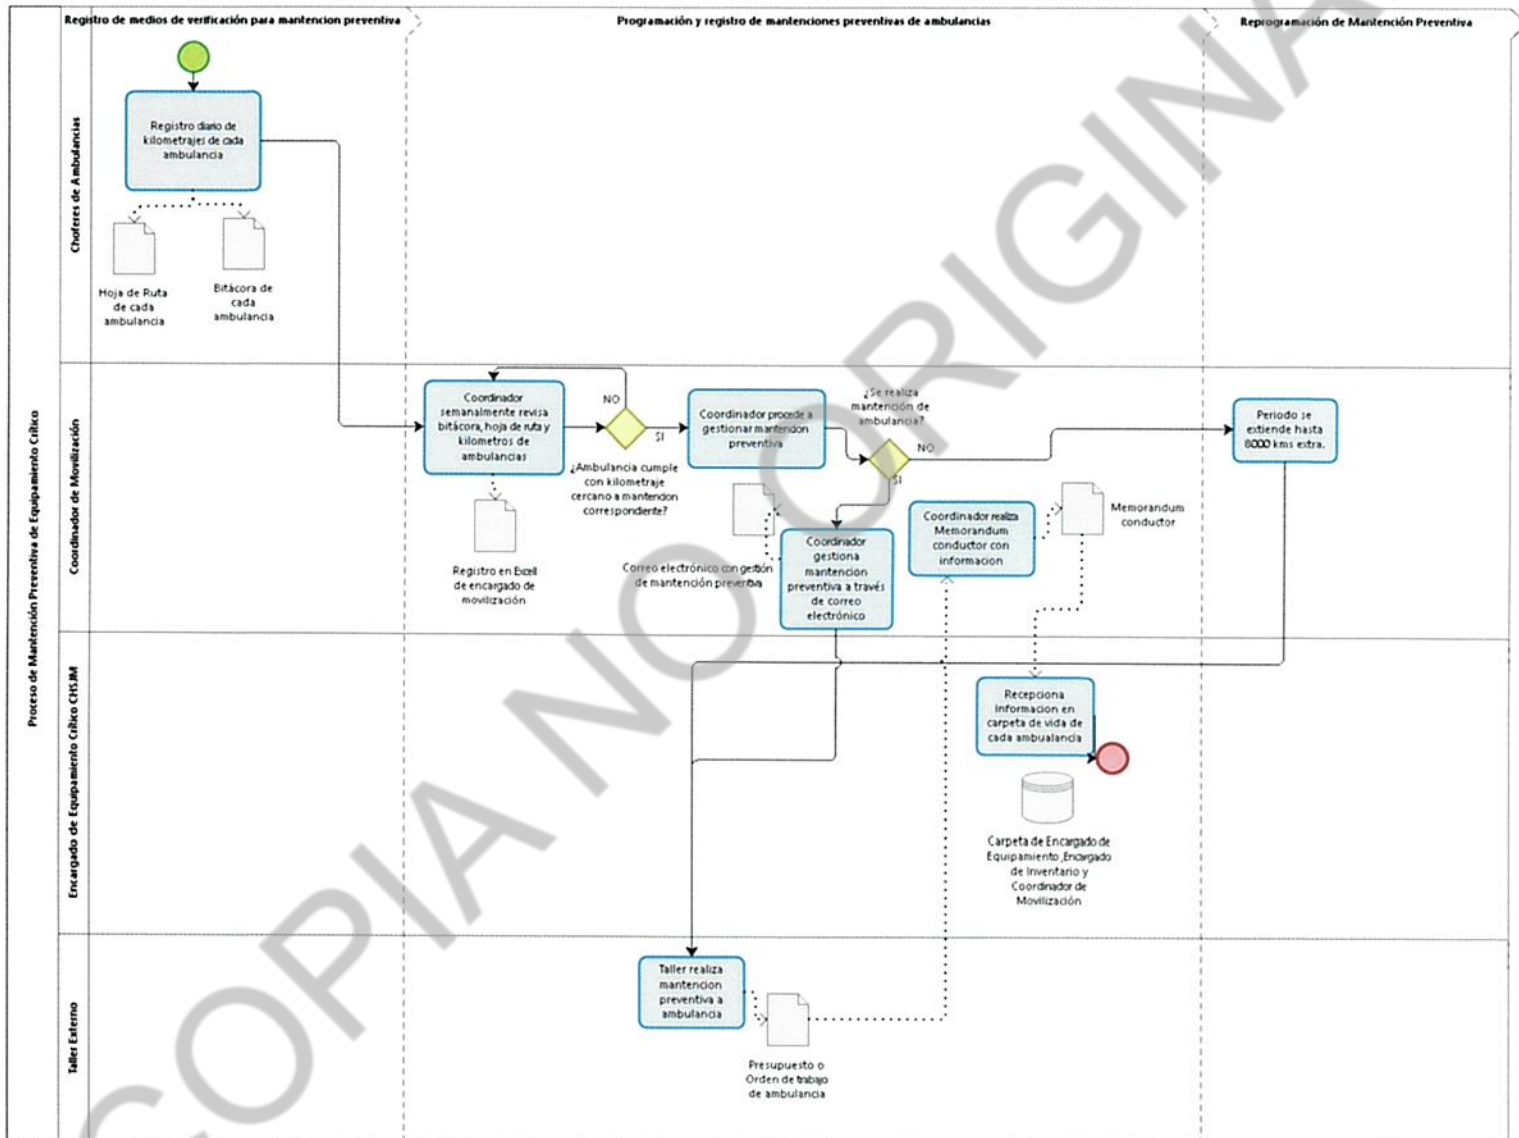 Registro de medios de verificación para mantencion preventiva
Programación y registro de mantenciones preventivas de ambulancias
Reprogramación de Mantención Preventiva
Proceso de Mantención Preventiva de Equipamiento Crítico
Choferes de Ambulancias
Registro diario de
kilometrajes de cada
ambulancia
Hoja de Ruta
de cada
ambulancia
Bitácora de
cada
ambulancia
Coordinador de Movilización
Coordinador
semanalmente revisa
bitácora, hoja de ruta y
kilometros de
ambulancias
NO
SI
¿Ambulancia cumple
con kilometraje
cercano a mantencion
correspondiente?
Registro en Excell
de encargado de
movilización
Coordinador procede a
gestionar mantencion
preventiva
¿Se realiza
mantención de
ambulancia?
NO
SI
Periodo se
extiende hasta
8000 kms extra.
Correo electrónico con gestión
de mantención preventiva
Coordinador
gestiona
mantencion
preventiva a través
de correo
electrónico
Coordinador realiza
Memorandum
conductor con
informacion
Memorandum
conductor
Encargado de Equipamiento Crítico CHSJM
Recepciona
Informacion en
carpeta de vida de
cada ambualancia
Carpeta de Encargado de
Equipamiento ,Encargado
de Inventario y
Coordinador de
Movilización
Taller Externo
Taller realiza
mantencion
preventiva a
ambulancia
Presupuesto o
Orden de trabajo
de ambulancia
COPIA NO ORIGINAL